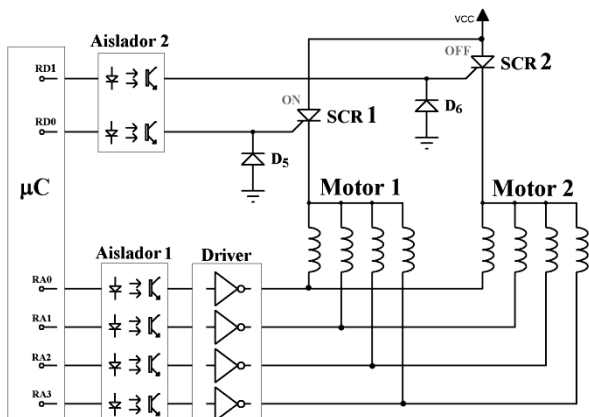 VCC
Aislador 2
OFF
SCR 2
RD1
ON
SCR 1
D6
RD0
D5
µC
Motor 1
Motor 2
Aislador 1
Driver
RA0
RA1
RA2
RA3